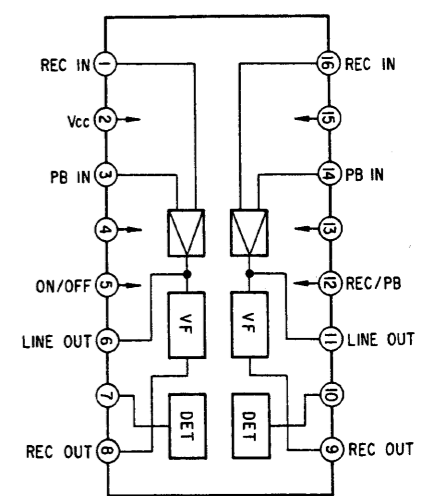 REC IN 1 16 REC IN
Vcc 2 15
PB IN 3 14 PB IN
4 13
ON/OFF 5 12 REC/PB
VF VF
LINE OUT 6 11 LINE OUT
7 10
DET DET
REC OUT 8 9 REC OUT